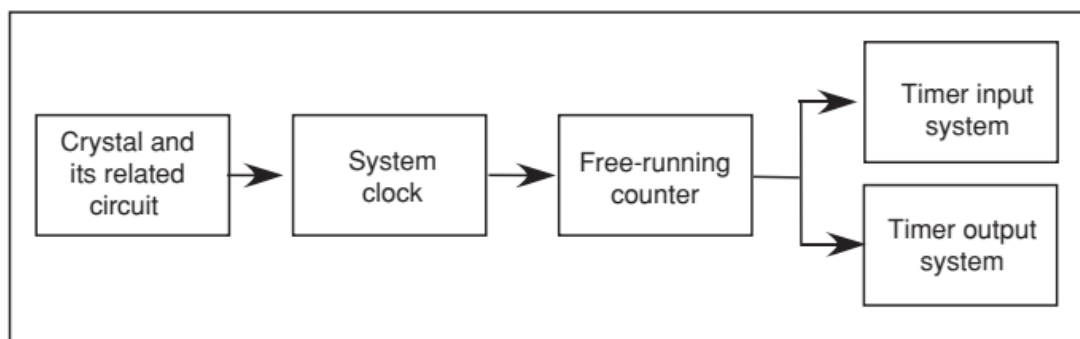 Crystal and
its related
circuit
System
clock
Free-running
counter
Timer input
system
Timer output
system